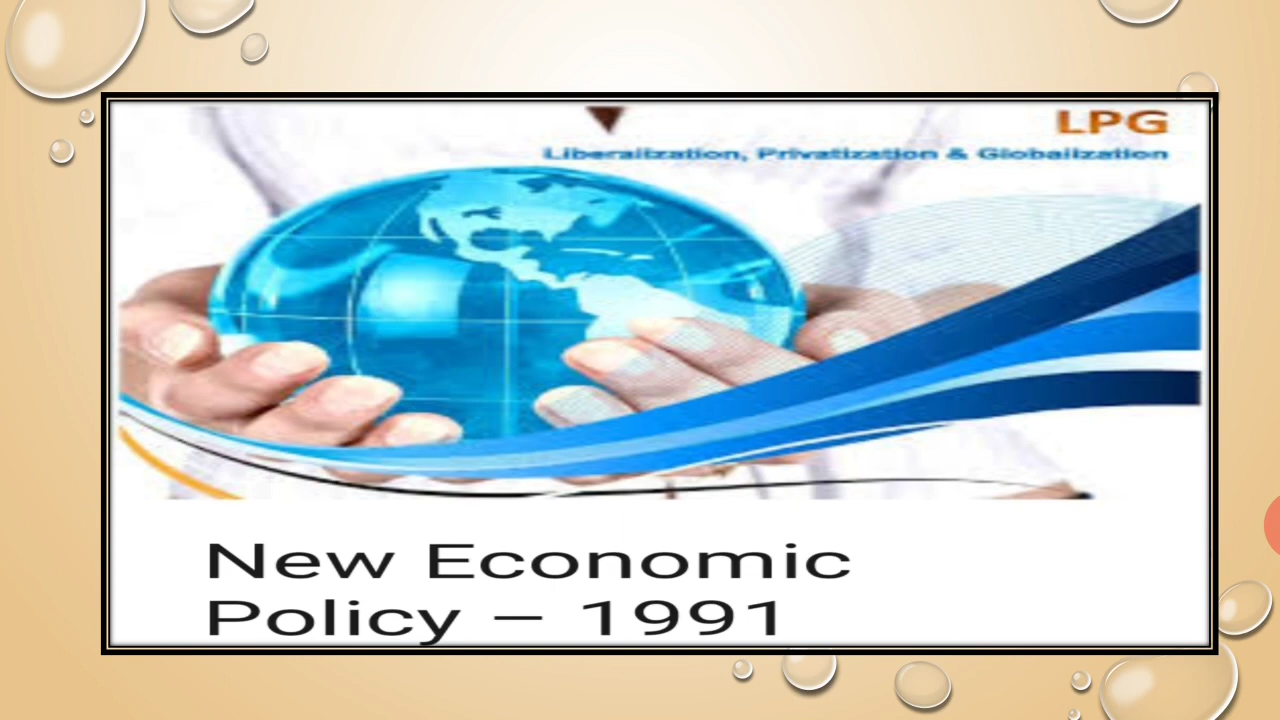 LPG
Liberalization, Privatization & Globalization
New Economic
Policy – 1991